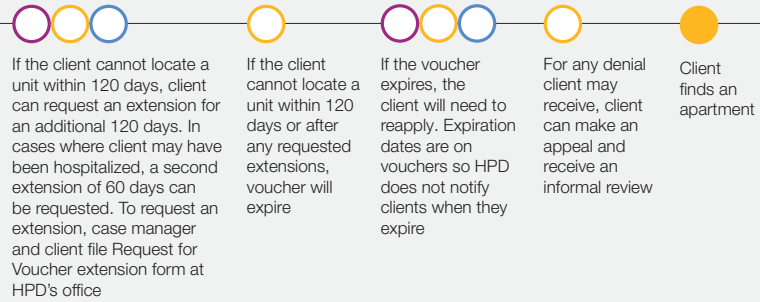 If the client cannot locate a
unit within 120 days, client
can request an extension for
an additional 120 days. In
cases where client may have
been hospitalized, a second
extension of 60 days can
be requested. To request an
extension, case manager
and client file Request for
Voucher extension form at
HPD's office
If the client
cannot locate a
unit within 120
days or after
any requested
extensions,
voucher will
expire
If the voucher
expires, the
client will need to
reapply. Expiration
dates are on
vouchers so HPD
does not notify
clients when they
expire
For any denial
client may
receive, client
can make an
appeal and
receive an
informal review
Client
finds an
apartment